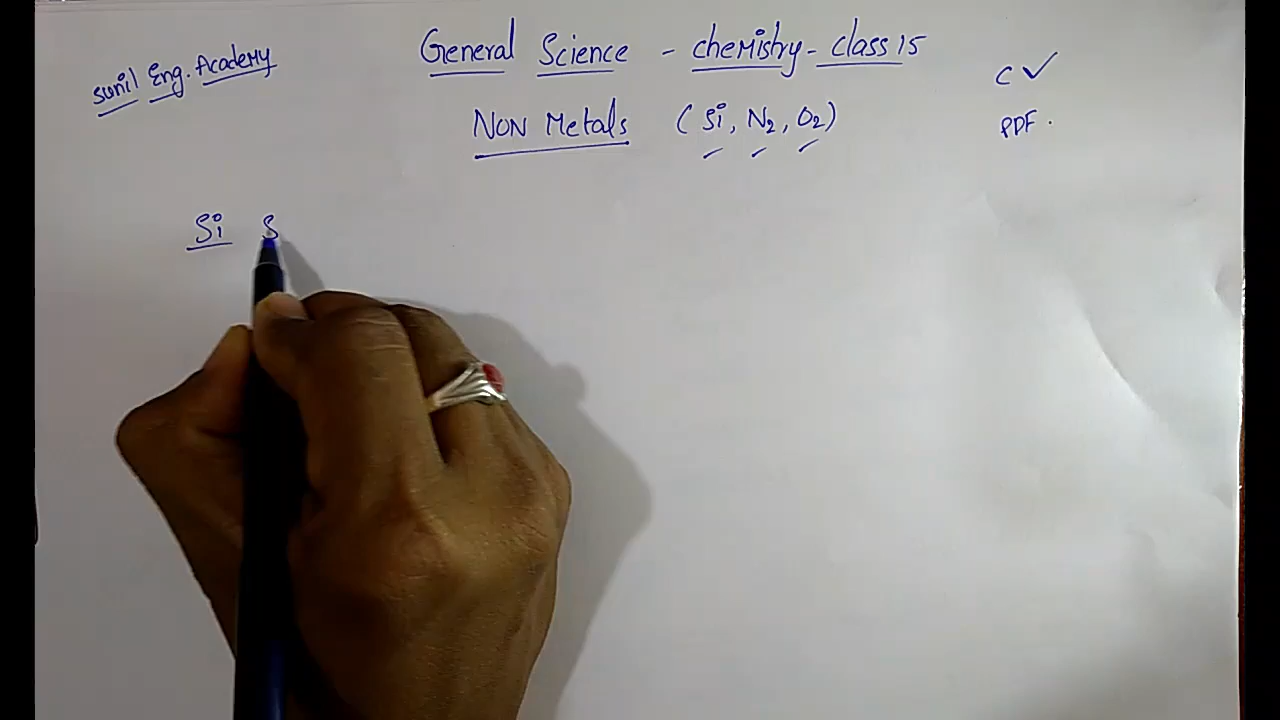 Sunil Eng. Academy
General Science - chemistry - class 15
C ✓
Non Metals (Si, N2, O2)
PDF.
Si S